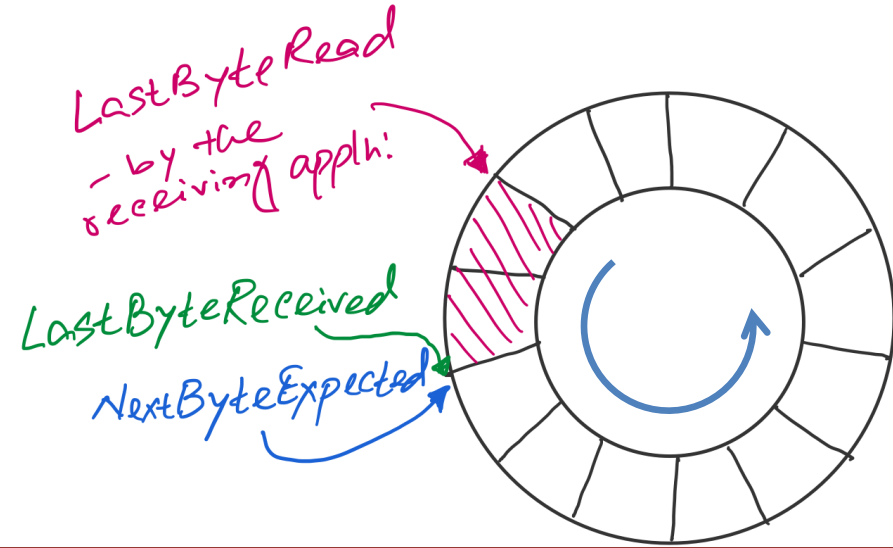 LastByteRead
- by the
receiving appln:
LastByteReceived
NextByteExpected